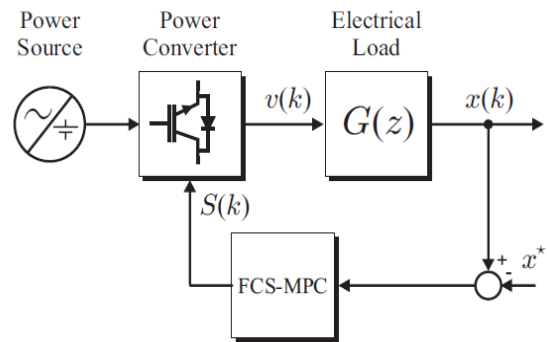 Power Source
Power Converter
Electrical Load
v(k)
G(z)
x(k)
S(k)
FCS-MPC
+
-
x*